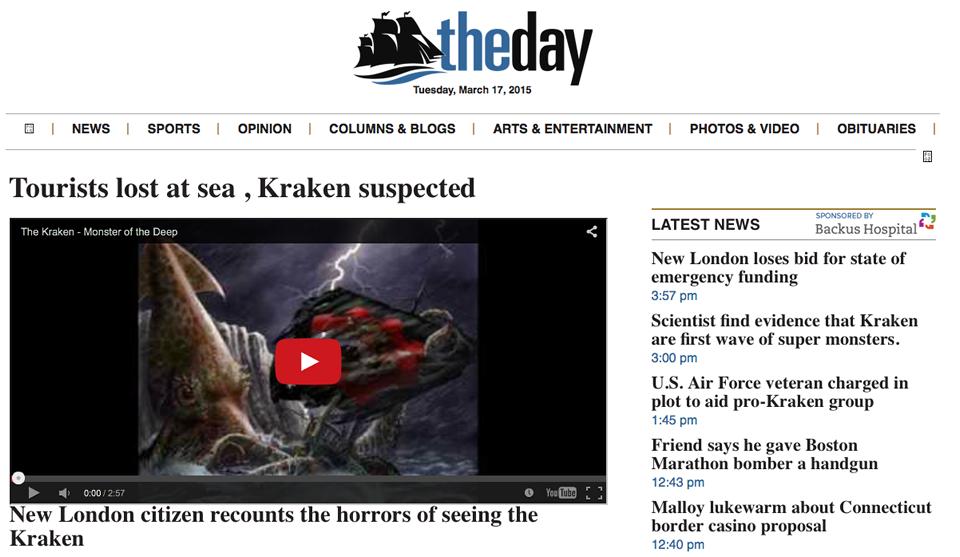 theday
Tuesday, March 17, 2015
NEWS | SPORTS | OPINION | COLUMNS & BLOGS | ARTS & ENTERTAINMENT | PHOTOS & VIDEO | OBITUARIES |
Tourists lost at sea , Kraken suspected
The Kraken - Monster of the Deep
0:00 / 2:57
YouTube
New London citizen recounts the horrors of seeing the
Kraken
LATEST NEWS
SPONSORED BY
Backus Hospital
New London loses bid for state of
emergency funding
3:57 pm
Scientist find evidence that Kraken
are first wave of super monsters.
3:00 pm
U.S. Air Force veteran charged in
plot to aid pro-Kraken group
1:45 pm
Friend says he gave Boston
Marathon bomber a handgun
12:43 pm
Malloy lukewarm about Connecticut
border casino proposal
12:40 pm